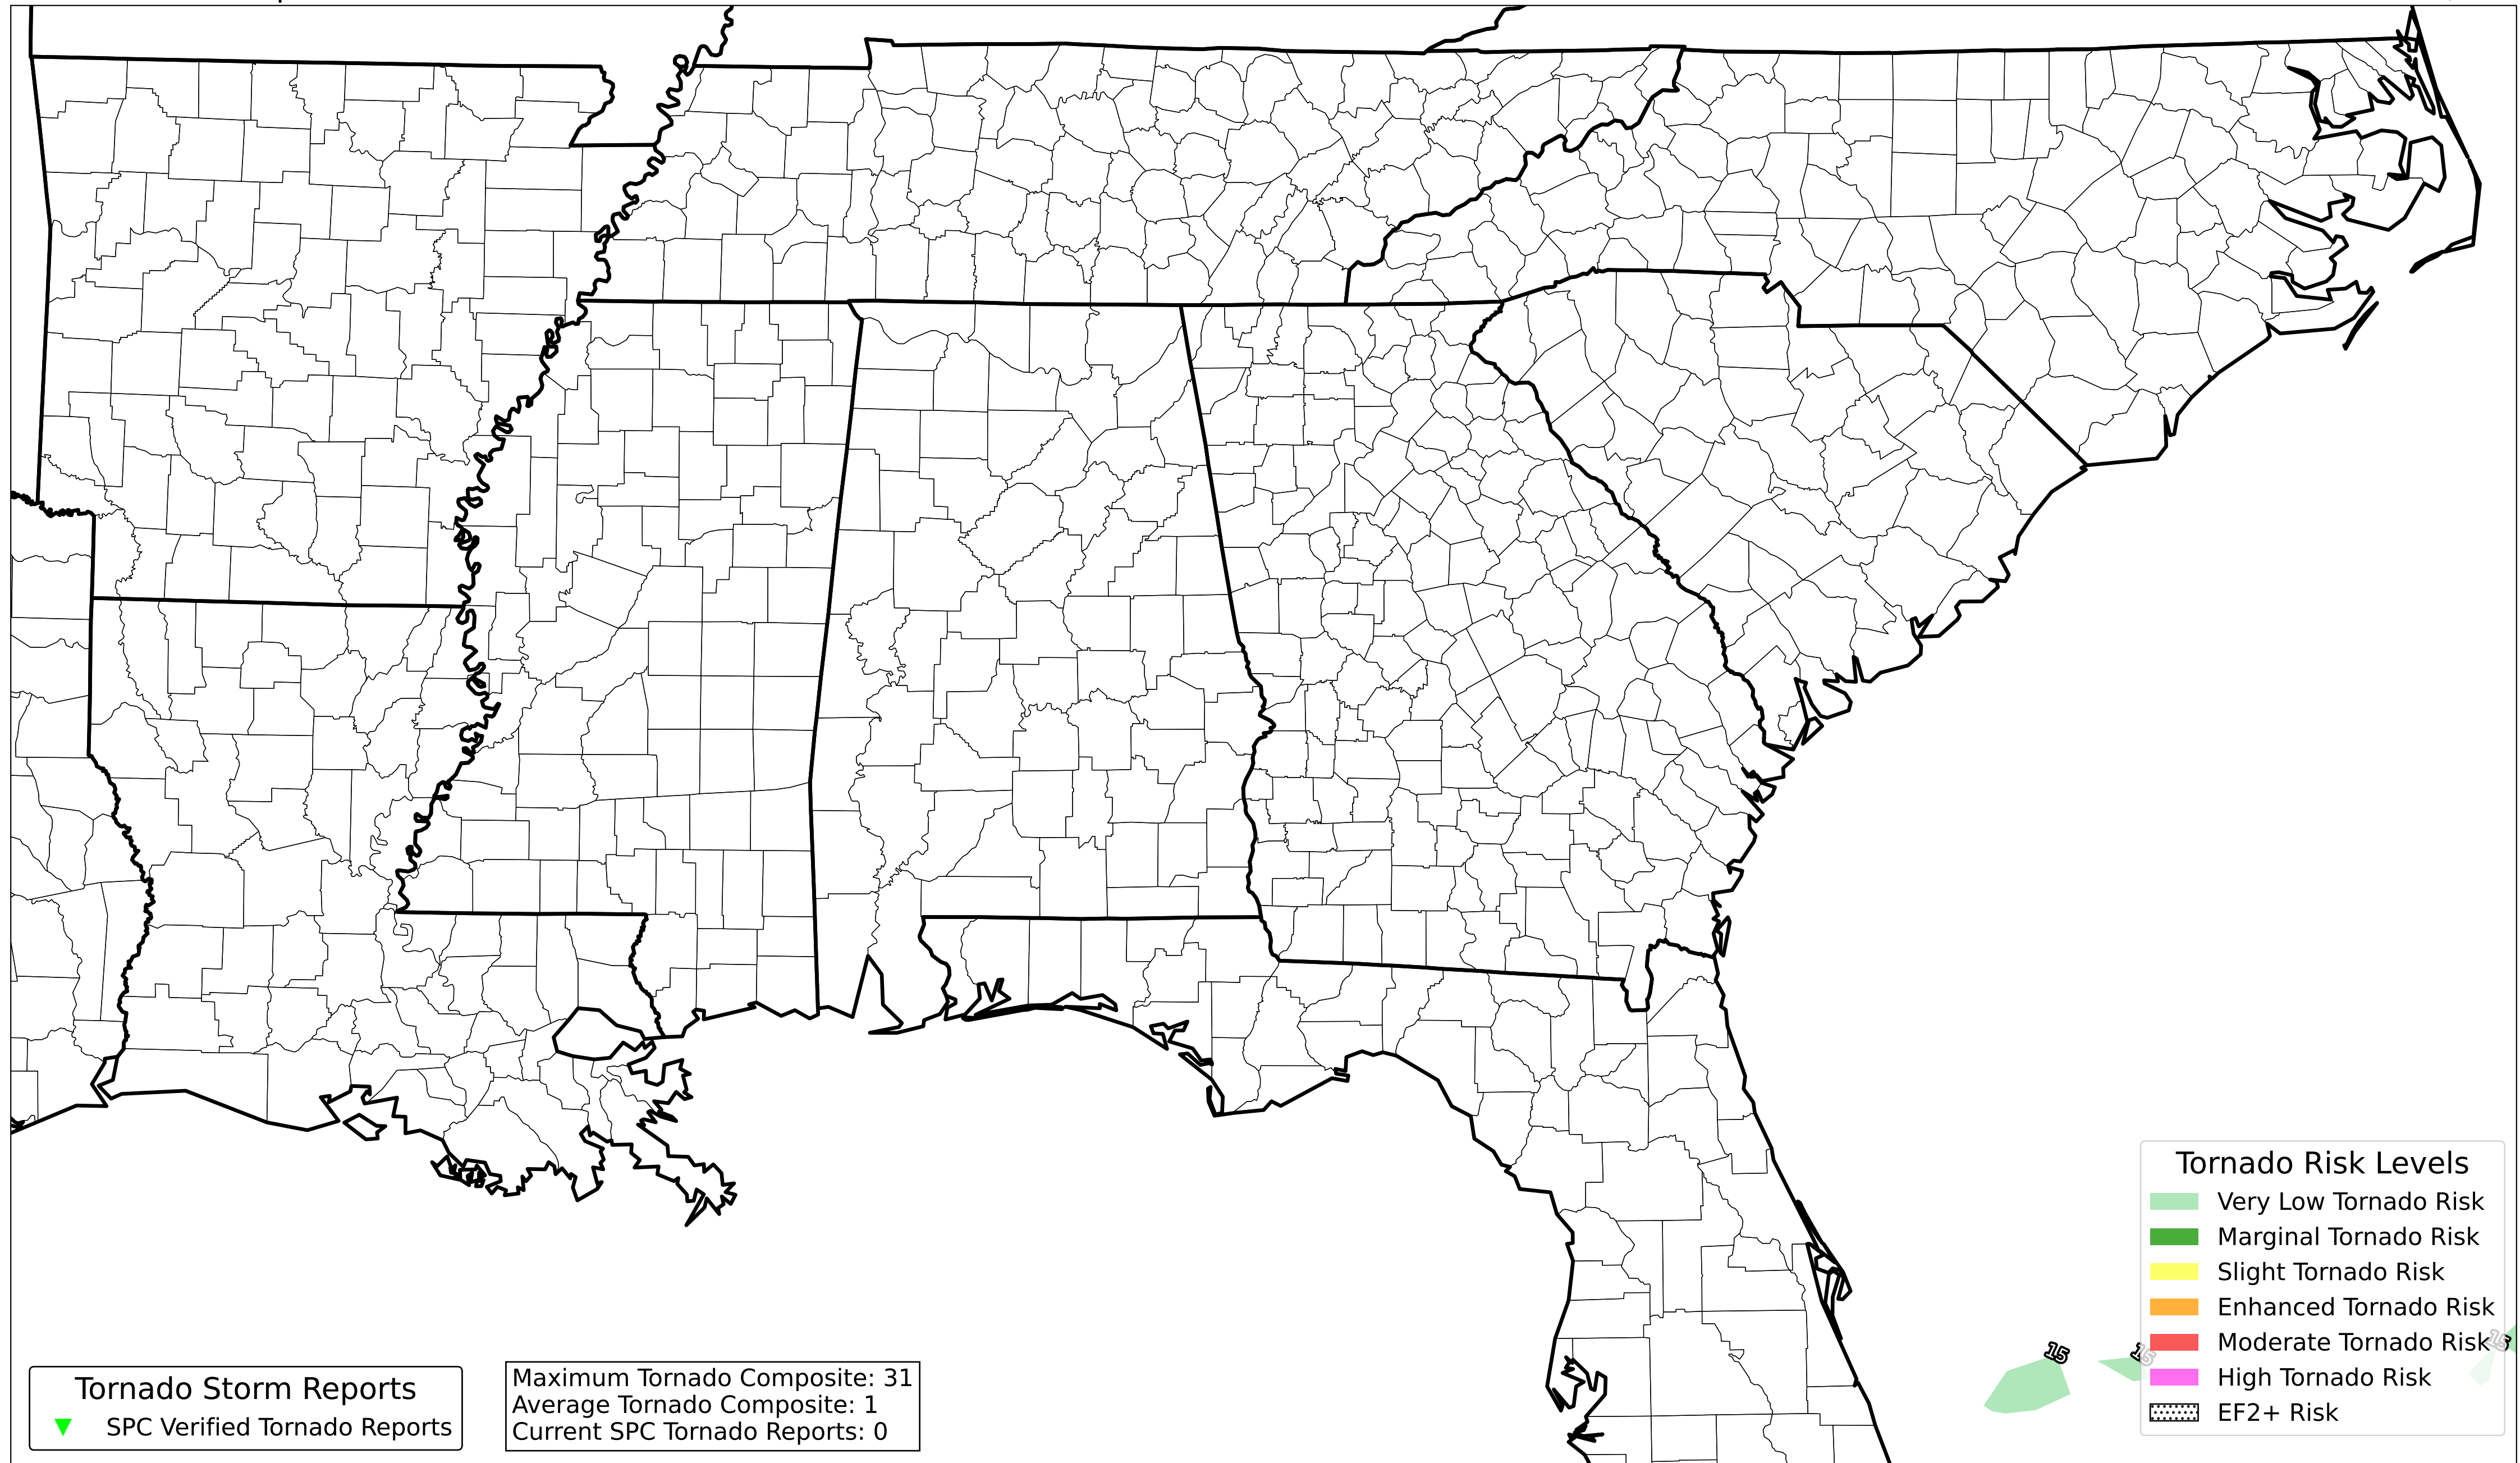 15
15
15
Tornado Risk Levels
Very Low Tornado Risk
Marginal Tornado Risk
Slight Tornado Risk
Enhanced Tornado Risk
Moderate Tornado Risk
High Tornado Risk
EF2+ Risk
Tornado Storm Reports
SPC Verified Tornado Reports
Maximum Tornado Composite: 31
Average Tornado Composite: 1
Current SPC Tornado Reports: 0